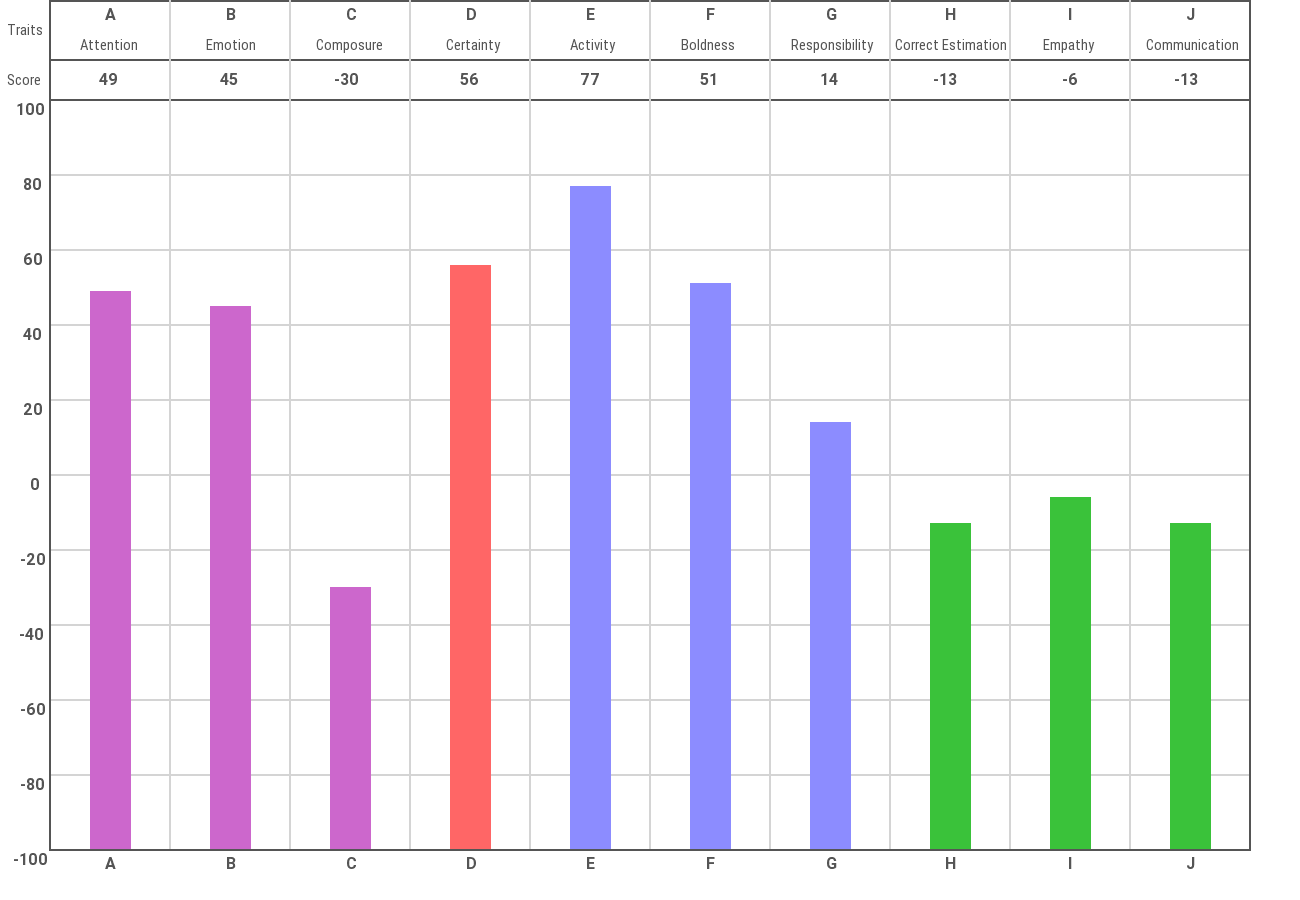 A B C D E F G H I J
Traits
Attention Emotion Composure Certainty Activity Boldness Responsibility Correct Estimation Empathy Communication
Score 49 45 -30 56 77 51 14 -13 -6 -13
100
80
60
40
20
0
-20
-40
-60
-80
-100
A B C D E F G H I J